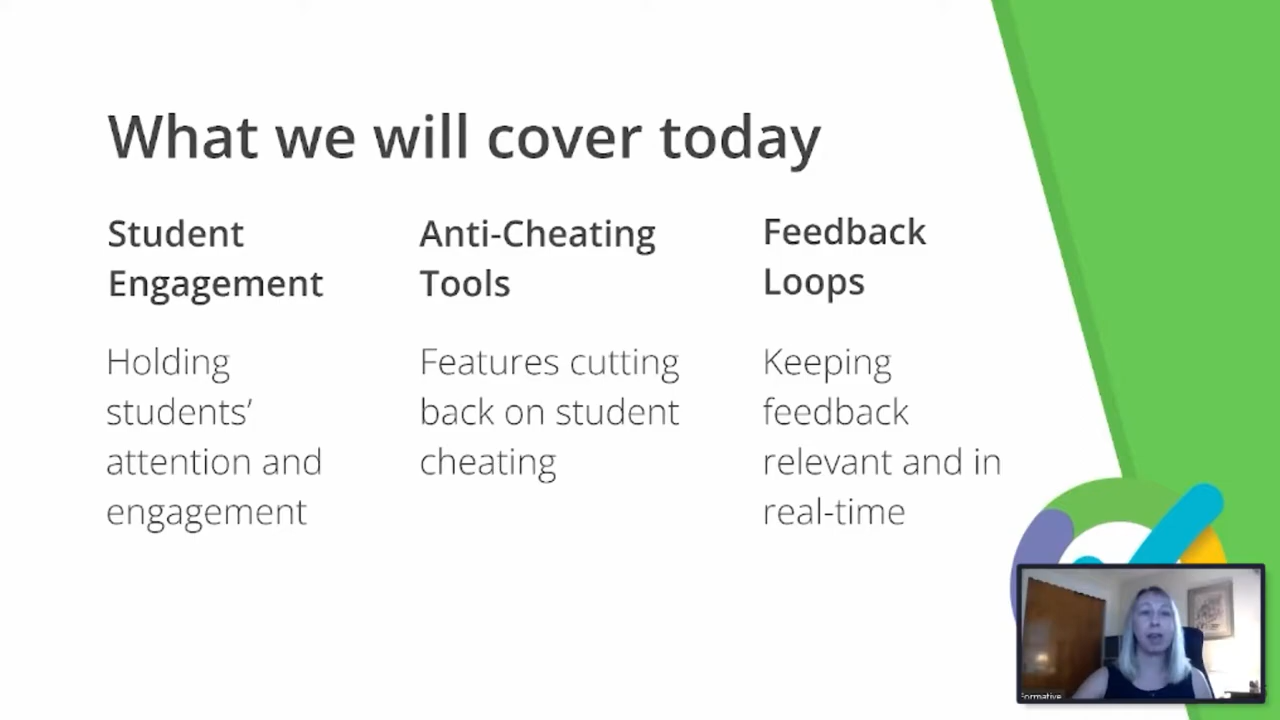 What we will cover today
Student
Engagement
Holding
students’
attention and
engagement
Anti-Cheating
Tools
Features cutting
back on student
cheating
Feedback
Loops
Keeping
feedback
relevant and in
real-time
Formative